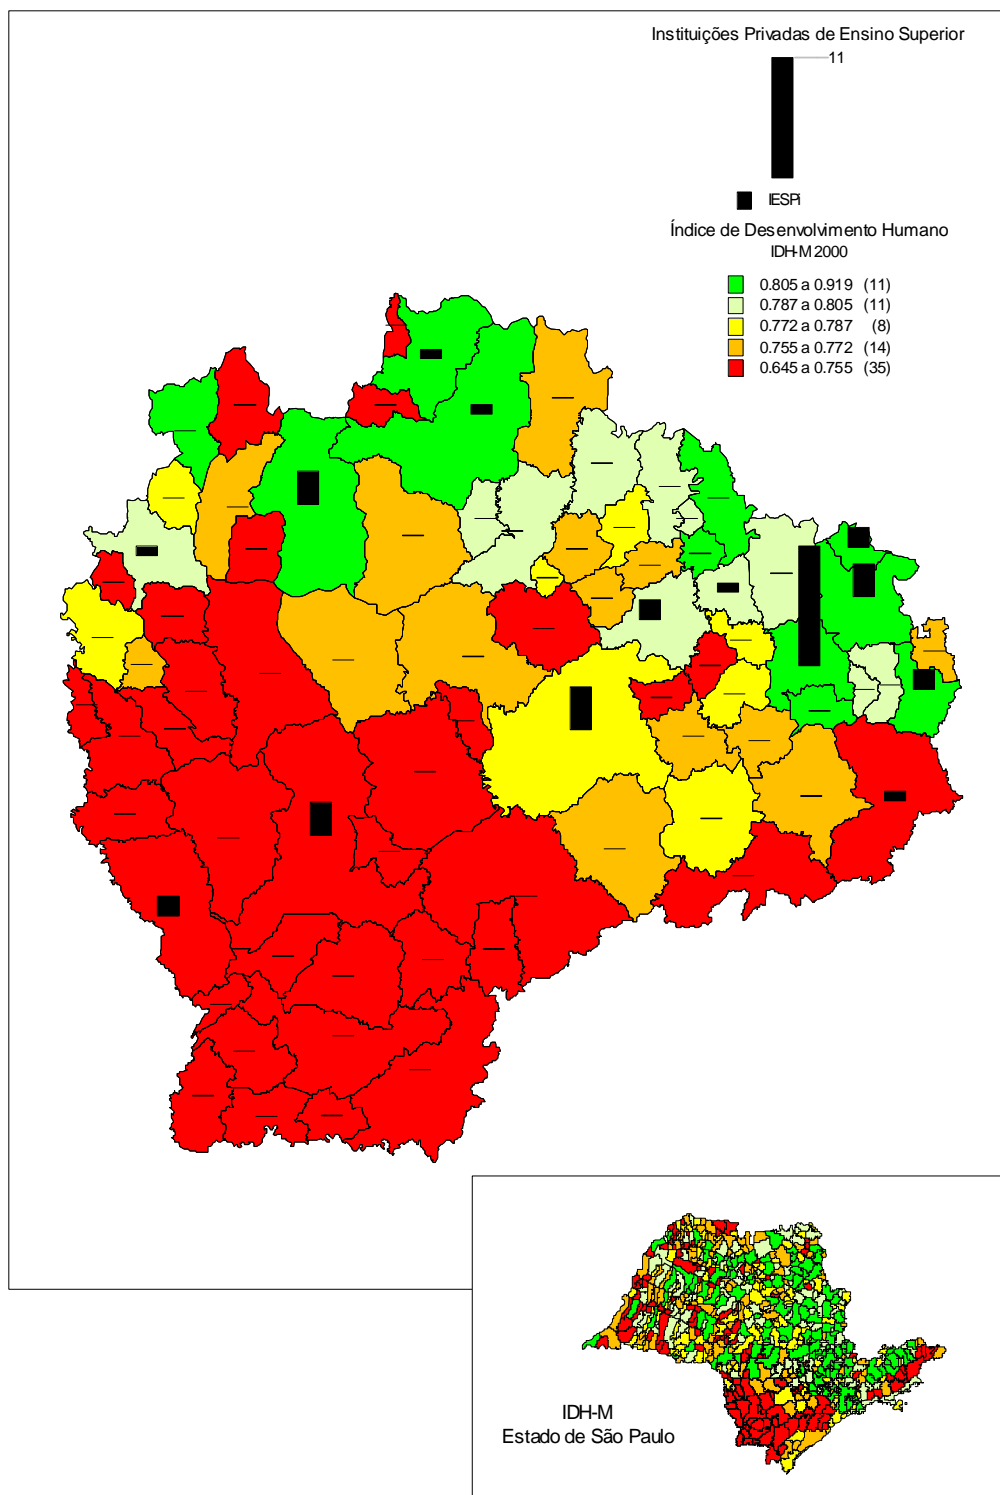 Instituições Privadas de Ensino Superior
11
IESPi
Índice de Desenvolvimento Humano
IDH-M 2000
0.805 a 0.919 (11)
0.787 a 0.805 (11)
0.772 a 0.787 (8)
0.755 a 0.772 (14)
0.645 a 0.755 (35)
IDH-M
Estado de São Paulo